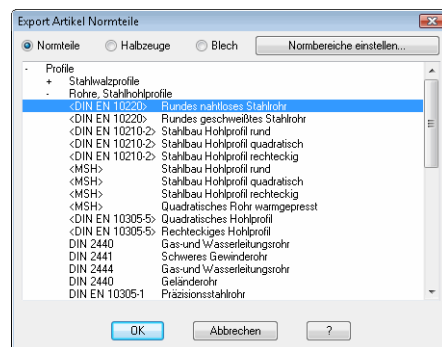 Export Artikel Normteile
Normteile Halbzeuge Blech Normbereiche einstellen...
- Profile
+ Stahlwalzprofile
- Rohre, Stahlhohlprofile
<DIN EN 10220> Rundes nahtloses Stahlrohr
<DIN EN 10220> Rundes geschweißtes Stahlrohr
<DIN EN 10210-2> Stahlbau Hohlprofil rund
<DIN EN 10210-2> Stahlbau Hohlprofil quadratisch
<DIN EN 10210-2> Stahlbau Hohlprofil rechteckig
<MSH> Stahlbau Hohlprofil rund
<MSH> Stahlbau Hohlprofil quadratisch
<MSH> Stahlbau Hohlprofil rechteckig
<MSH> Quadratisches Rohr warmgepresst
<DIN EN 10305-5> Quadratisches Hohlprofil
<DIN EN 10305-5> Rechteckiges Hohlprofil
DIN 2440 Gas-und Wasserleitungsrohr
DIN 2441 Schweres Gewinderohr
DIN 2444 Gas-und Wasserleitungsrohr
DIN 2440 Geländerohr
DIN EN 10305-1 Präzisionsstahlrohr
OK Abbrechen ?